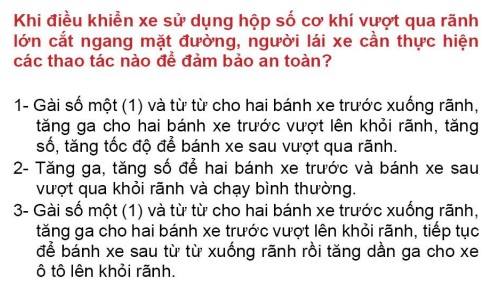 Khi điều khiển xe sử dụng hộp số cơ khí vượt qua rãnh
lớn cắt ngang mặt đường, người lái xe cần thực hiện
các thao tác nào để đảm bảo an toàn?
1- Gài số một (1) và từ từ cho hai bánh xe trước xuống rãnh,
tăng ga cho hai bánh xe trước vượt lên khỏi rãnh, tăng
số, tăng tốc độ để bánh xe sau vượt qua rãnh.
2- Tăng ga, tăng số để hai bánh xe trước và bánh xe sau
vượt qua khỏi rãnh và chạy bình thường.
3- Gài số một (1) và từ từ cho hai bánh xe trước xuống rãnh,
tăng ga cho hai bánh xe trước vượt lên khỏi rãnh, tiếp tục
để bánh xe sau từ từ xuống rãnh rồi tăng dần ga cho xe
ô tô lên khỏi rãnh.